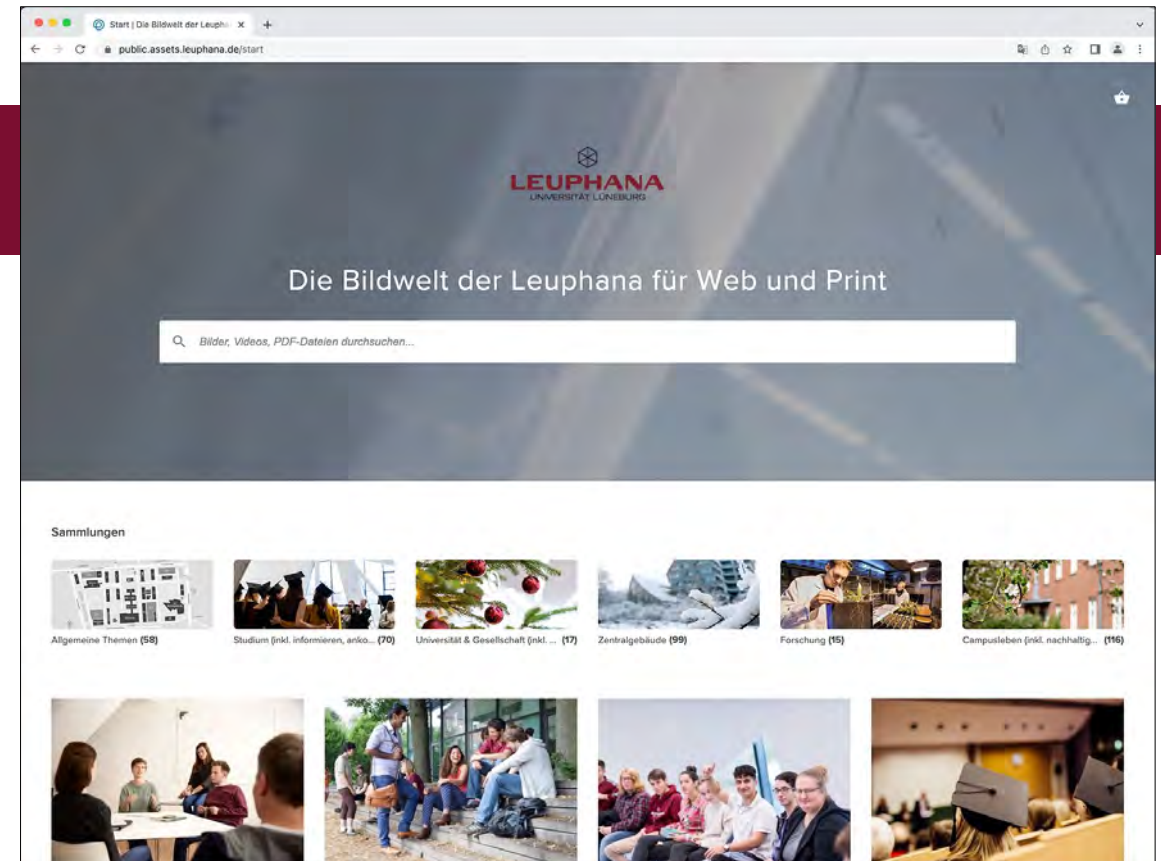 Start | Die Bildwelt der Leupha
public.assets.leuphana.de/start
LEUPHANA
UNIVERSITÄT LÜNEBURG
Die Bildwelt der Leuphana für Web und Print
Bilder, Videos, PDF-Dateien durchsuchen...
Sammlungen
Allgemeine Themen (58)
Studium (inkl. informieren, anko... (70)
Universität & Gesellschaft (inkl. ... (17)
Zentralgebäude (99)
Forschung (15)
Campusleben (inkl. nachhaltig... (116)